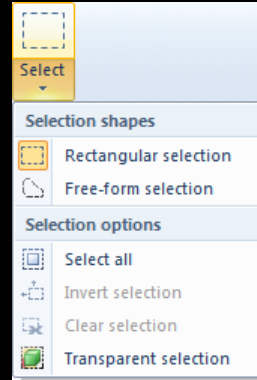 Select
Selection shapes
Rectangular selection
Free-form selection
Selection options
Select all
Invert selection
Clear selection
Transparent selection